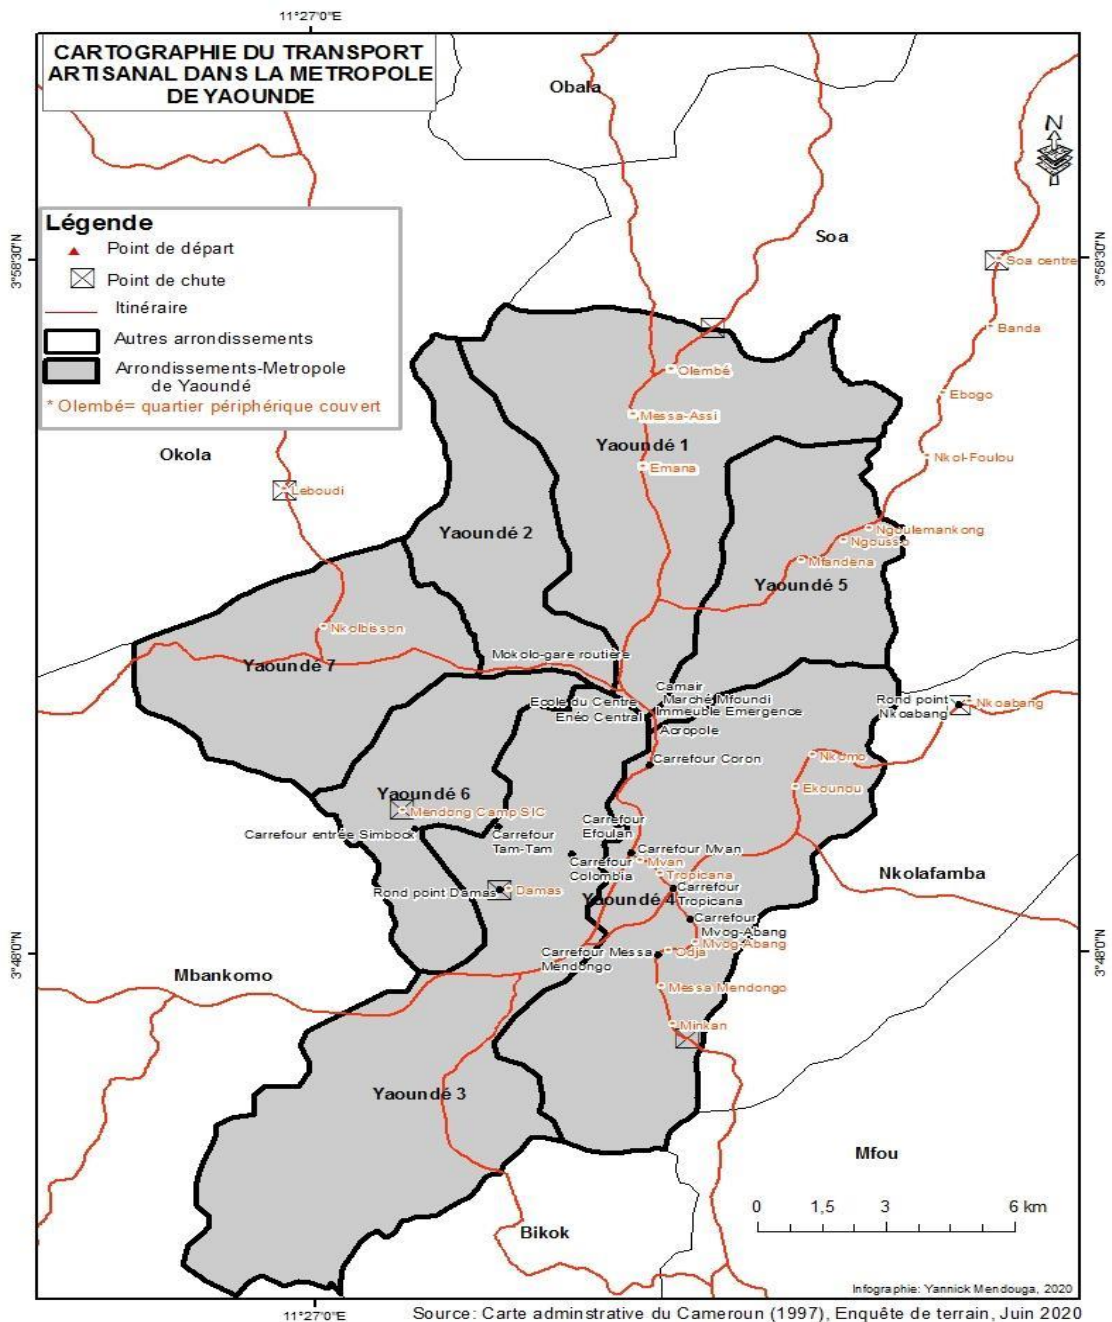 11°27'0"E
CARTOGRAPHIE DU TRANSPORT
ARTISANAL DANS LA METROPOLE
DE YAOUNDE
Obala
N
Légende
Point de départ
Point de chute
Itinéraire
Autres arrondissements
Arrondissements-Metropole
de Yaoundé
* Olembé= quartier périphérique couvert
Soa
3°58'30"N
3°58'30"N
Soa centre
Banda
Olembé
Ebogo
Messa-Assi
Yaoundé 1
Okola
Nkol-Foulou
Emana
Leboudi
Yaoundé 2
Ngoulemankong
Ngousso
Mfandena
Yaoundé 5
Nkolbisson
Mokolo-gare routière
Yaoundé 7
Camair
Ecole du Centre
Marché Mfoundi
Rond point
Nkoabang
Nkoabang
Enéo Central
Immeuble Emergence
Acropole
Carrefour Coron
Nkomo
Ekounou
Yaoundé 6
Mendong Camp SIC
Carrefour entrée Simbock
Carrefour
Tam-Tam
Carrefour
Efoulan
Carrefour Mvan
Carrefour
Colombia
Mvan
Tropicana
Nkolafamba
Rond point Damas
Damas
Yaoundé 4
Carrefour
Tropicana
Carrefour
Mvog-Abang
Mvog-Abang
3°48'0"N
3°48'0"N
Carrefour Messa
Mendongo
Odja
Mbankomo
Messa Mendongo
Minkan
Yaoundé 3
Mfou
0 1,5 3 6 km
Bikok
Infographie: Yannick Mendouga, 2020
11°27'0"E
Source: Carte adminstrative du Cameroun (1997), Enquête de terrain, Juin 2020